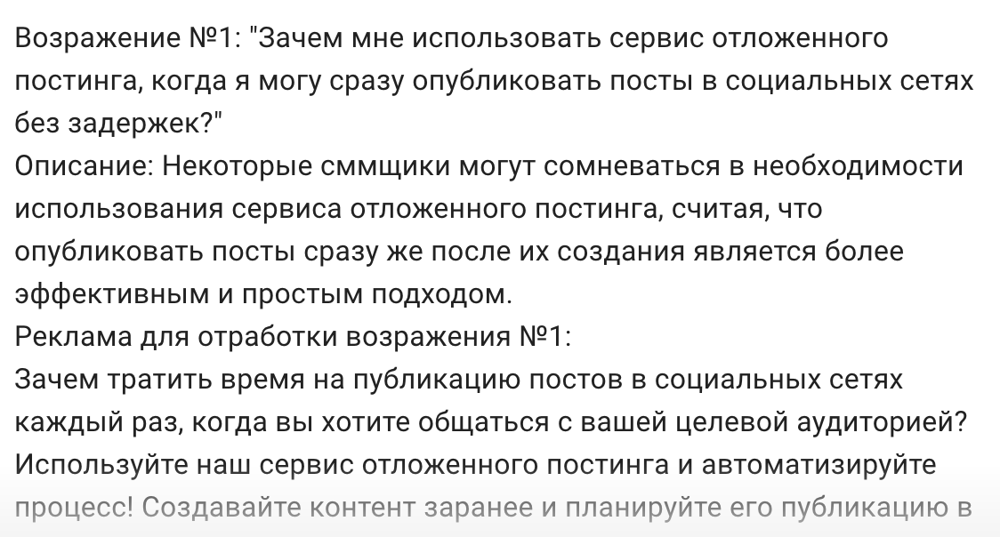 Возражение №1: "Зачем мне использовать сервис отложенного
постинга, когда я могу сразу опубликовать посты в социальных сетях
без задержек?"
Описание: Некоторые сммщики могут сомневаться в необходимости
использования сервиса отложенного постинга, считая, что
опубликовать посты сразу же после их создания является более
эффективным и простым подходом.
Реклама для отработки возражения №1:
Зачем тратить время на публикацию постов в социальных сетях
каждый раз, когда вы хотите общаться с вашей целевой аудиторией?
Используйте наш сервис отложенного постинга и автоматизируйте
процесс! Создавайте контент заранее и планируйте его публикацию в